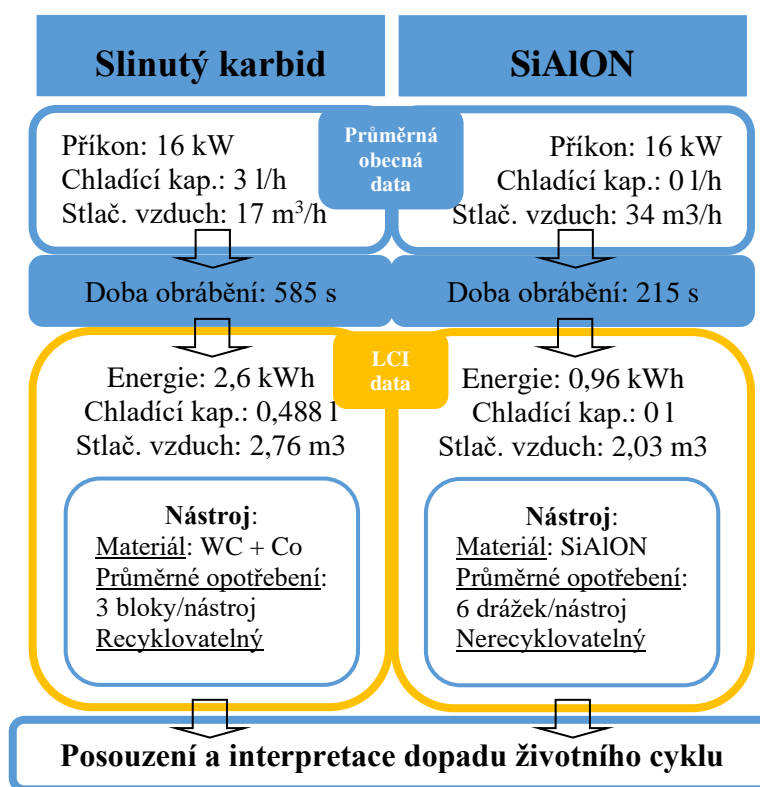 Slinutý karbid
SiAlON
Průměrná
obecná
data
Příkon: 16 kW
Chladící kap.: 3 l/h
Stlač. vzduch: 17 m³/h
Příkon: 16 kW
Chladící kap.: 0 l/h
Stlač. vzduch: 34 m3/h
Doba obrábění: 585 s
Doba obrábění: 215 s
LCI
data
Energie: 2,6 kWh
Chladící kap.: 0,488 l
Stlač. vzduch: 2,76 m3
Nástroj:
Materiál: WC + Co
Průměrné opotřebení:
3 bloky/nástroj
Recyklovatelný
Energie: 0,96 kWh
Chladící kap.: 0 l
Stlač. vzduch: 2,03 m3
Nástroj:
Materiál: SiAlON
Průměrné opotřebení:
6 drážek/nástroj
Nerecyklovatelný
Posouzení a interpretace dopadu životního cyklu